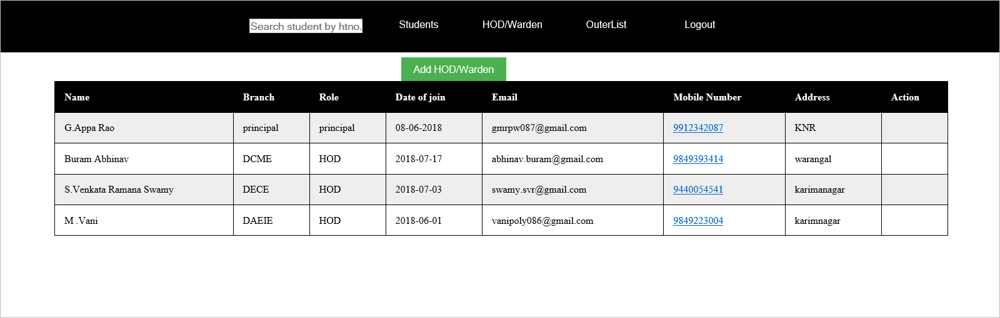 Search student by htno. Students HOD/Warden OuterList Logout
Add HOD/Warden
Name Branch Role Date of join Email Mobile Number Address Action
G.Appa Rao principal principal 08-06-2018 gmrpw087@gmail.com 9912342087 KNR
Buram Abhinav DCME HOD 2018-07-17 abhinav.buram@gmail.com 9849393414 warangal
S.Venkata Ramana Swamy DECE HOD 2018-07-03 swamy.svr@gmail.com 9440054541 karimanagar
M .Vani DAEIE HOD 2018-06-01 vanipoly086@gmail.com 9849223004 karimnagar